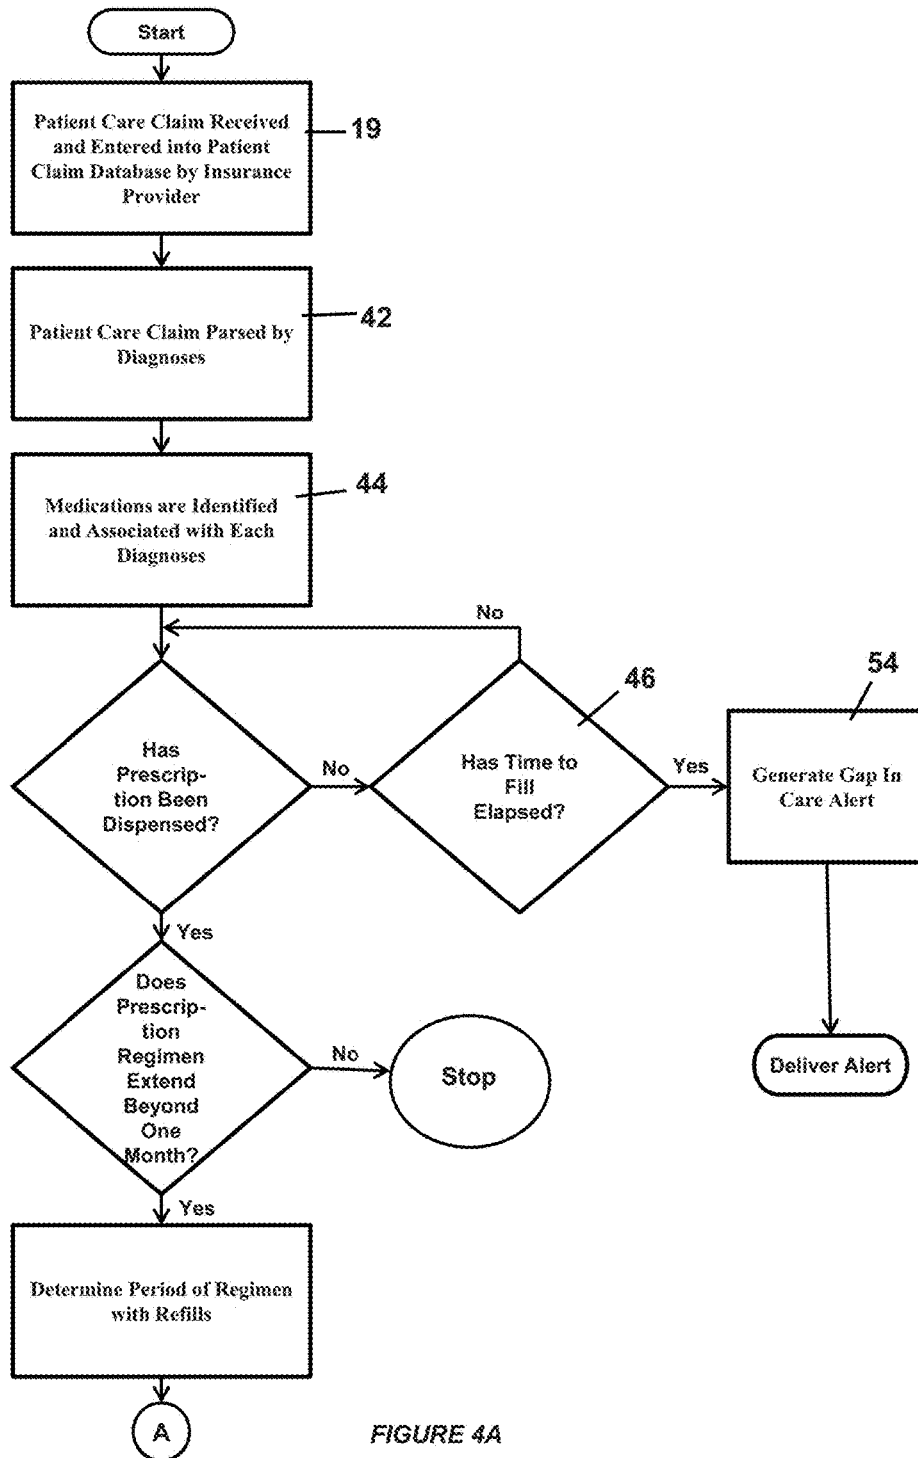 Start
Patient Care Claim Received
and Entered into Patient
Claim Database by Insurance
Provider
19
Patient Care Claim Parsed by
Diagnoses
42
Medications are Identified
and Associated with Each
Diagnoses
44
No
Has
Prescrip-
tion Been
Dispensed?
No
Has Time to
Fill
Elapsed?
46
Yes
Generate Gap In
Care Alert
54
Yes
Does
Prescrip-
tion
Regimen
Extend
Beyond
One
Month?
No
Stop
Deliver Alert
Yes
Determine Period of Regimen
with Refills
A
FIGURE 4A